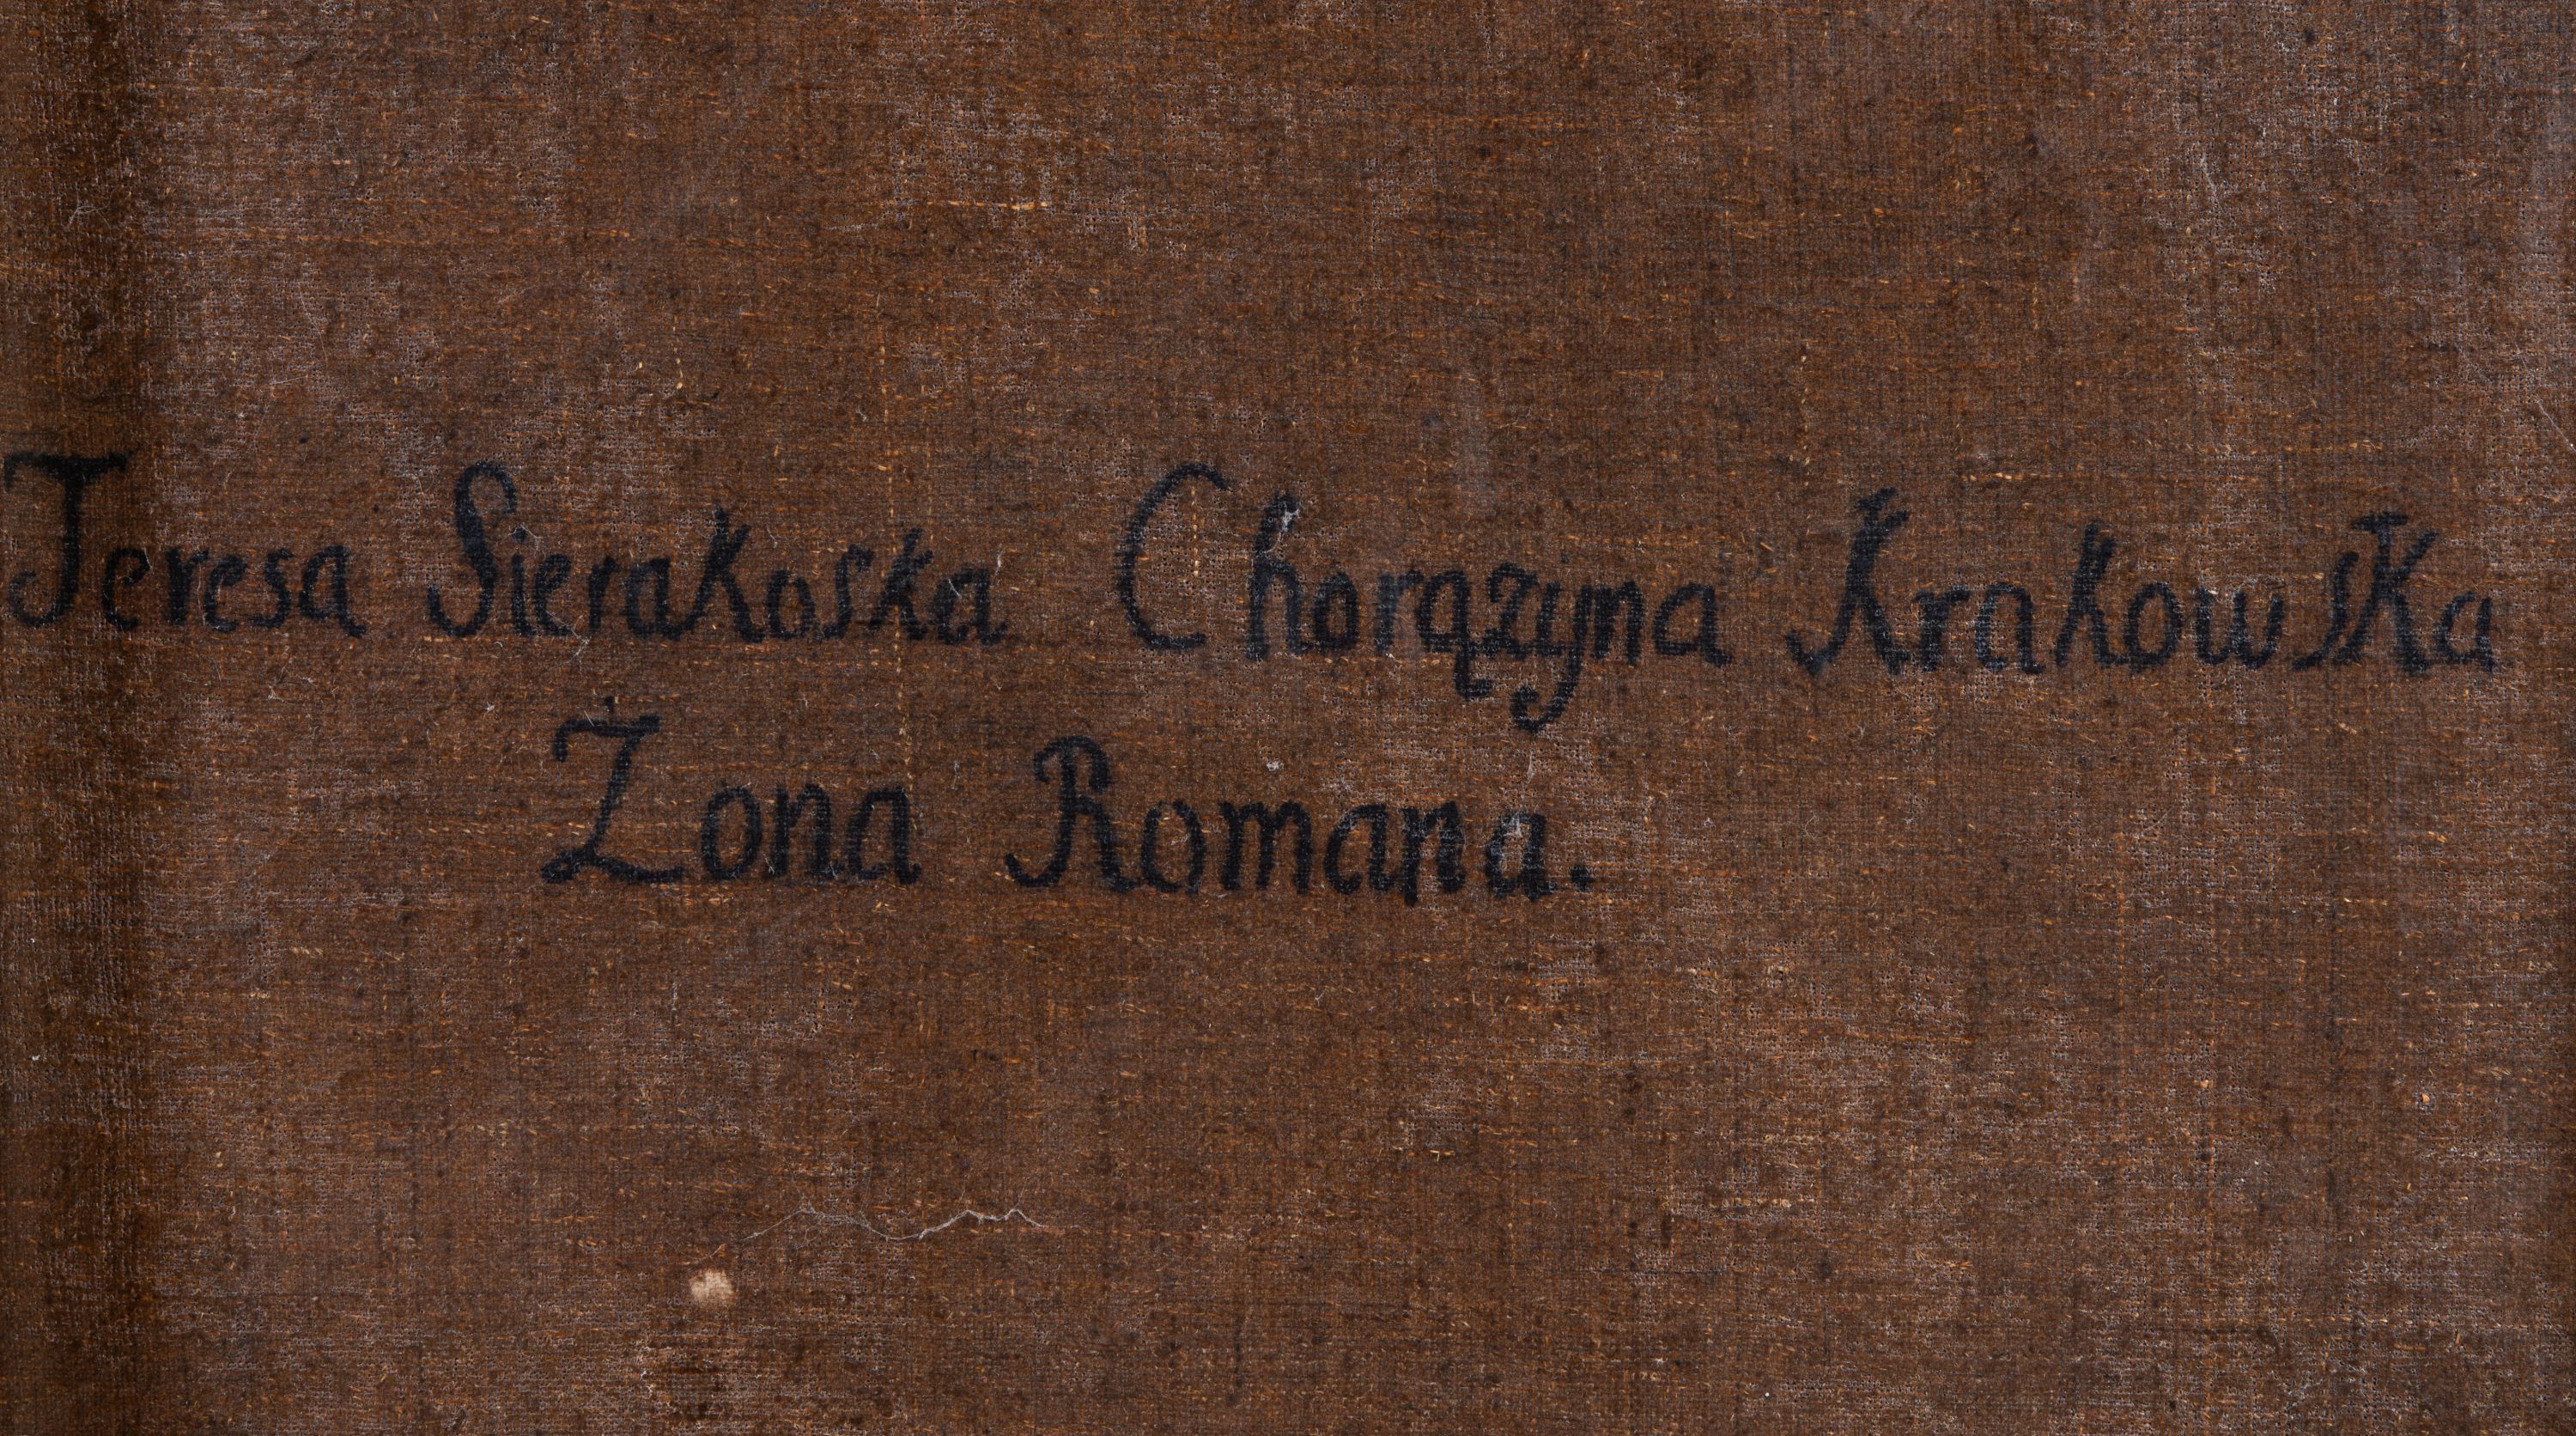 Teresa Sierakoska Chorązyna Krakowska
Żona Romana.